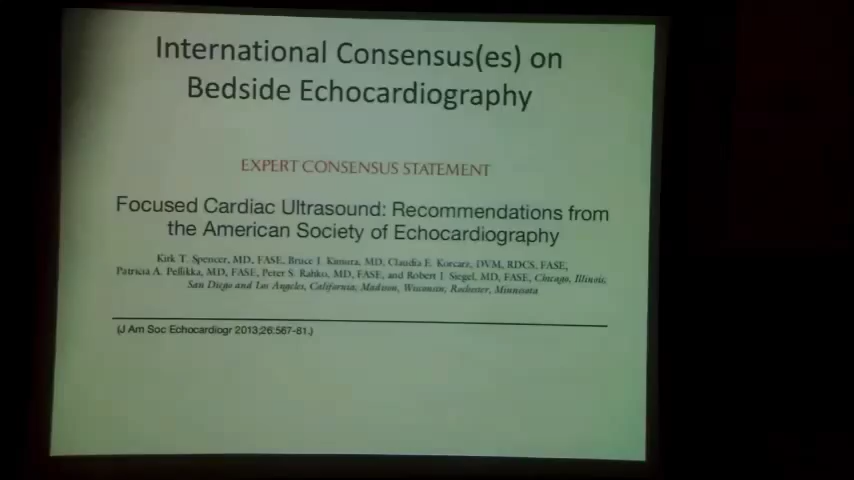 International Consensus(es) on
Bedside Echocardiography
EXPERT CONSENSUS STATEMENT
Focused Cardiac Ultrasound: Recommendations from
the American Society of Echocardiography
Kirk T. Spencer, MD, FASE, Bruce J. Kimura, MD, Claudia E. Korcarz, DVM, RDCS, FASE,
Patricia A. Pellikka, MD, FASE, Peter S. Rahko, MD, FASE, and Robert J. Siegel, MD, FASE, Chicago, Illinois,
San Diego and Los Angeles, California, Madison, Wisconsin, Rochester, Minnesota
(J Am Soc Echocardiogr 2013;26:567-81.)